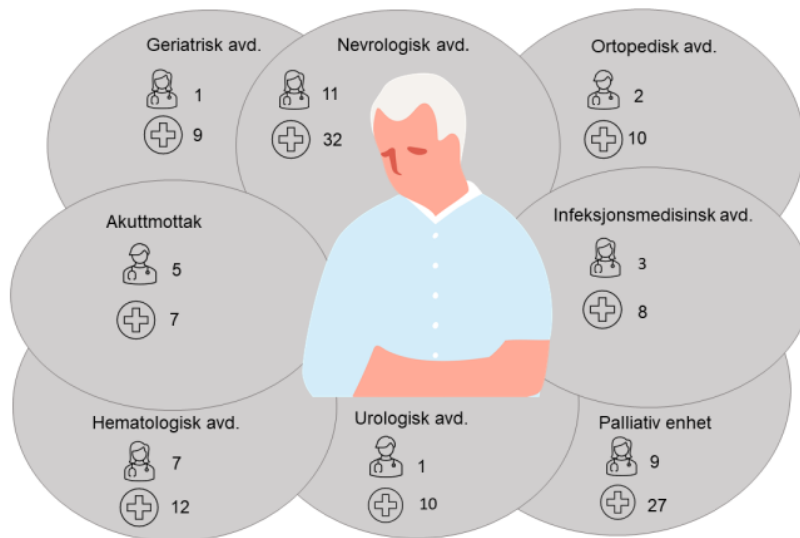 Geriatrisk avd.
1
9
Nevrologisk avd.
11
32
Ortopedisk avd.
2
10
Akuttmottak
5
7
Infeksjonsmedisinsk avd.
3
8
Hematologisk avd.
7
12
Urologisk avd.
1
10
Palliativ enhet
9
27